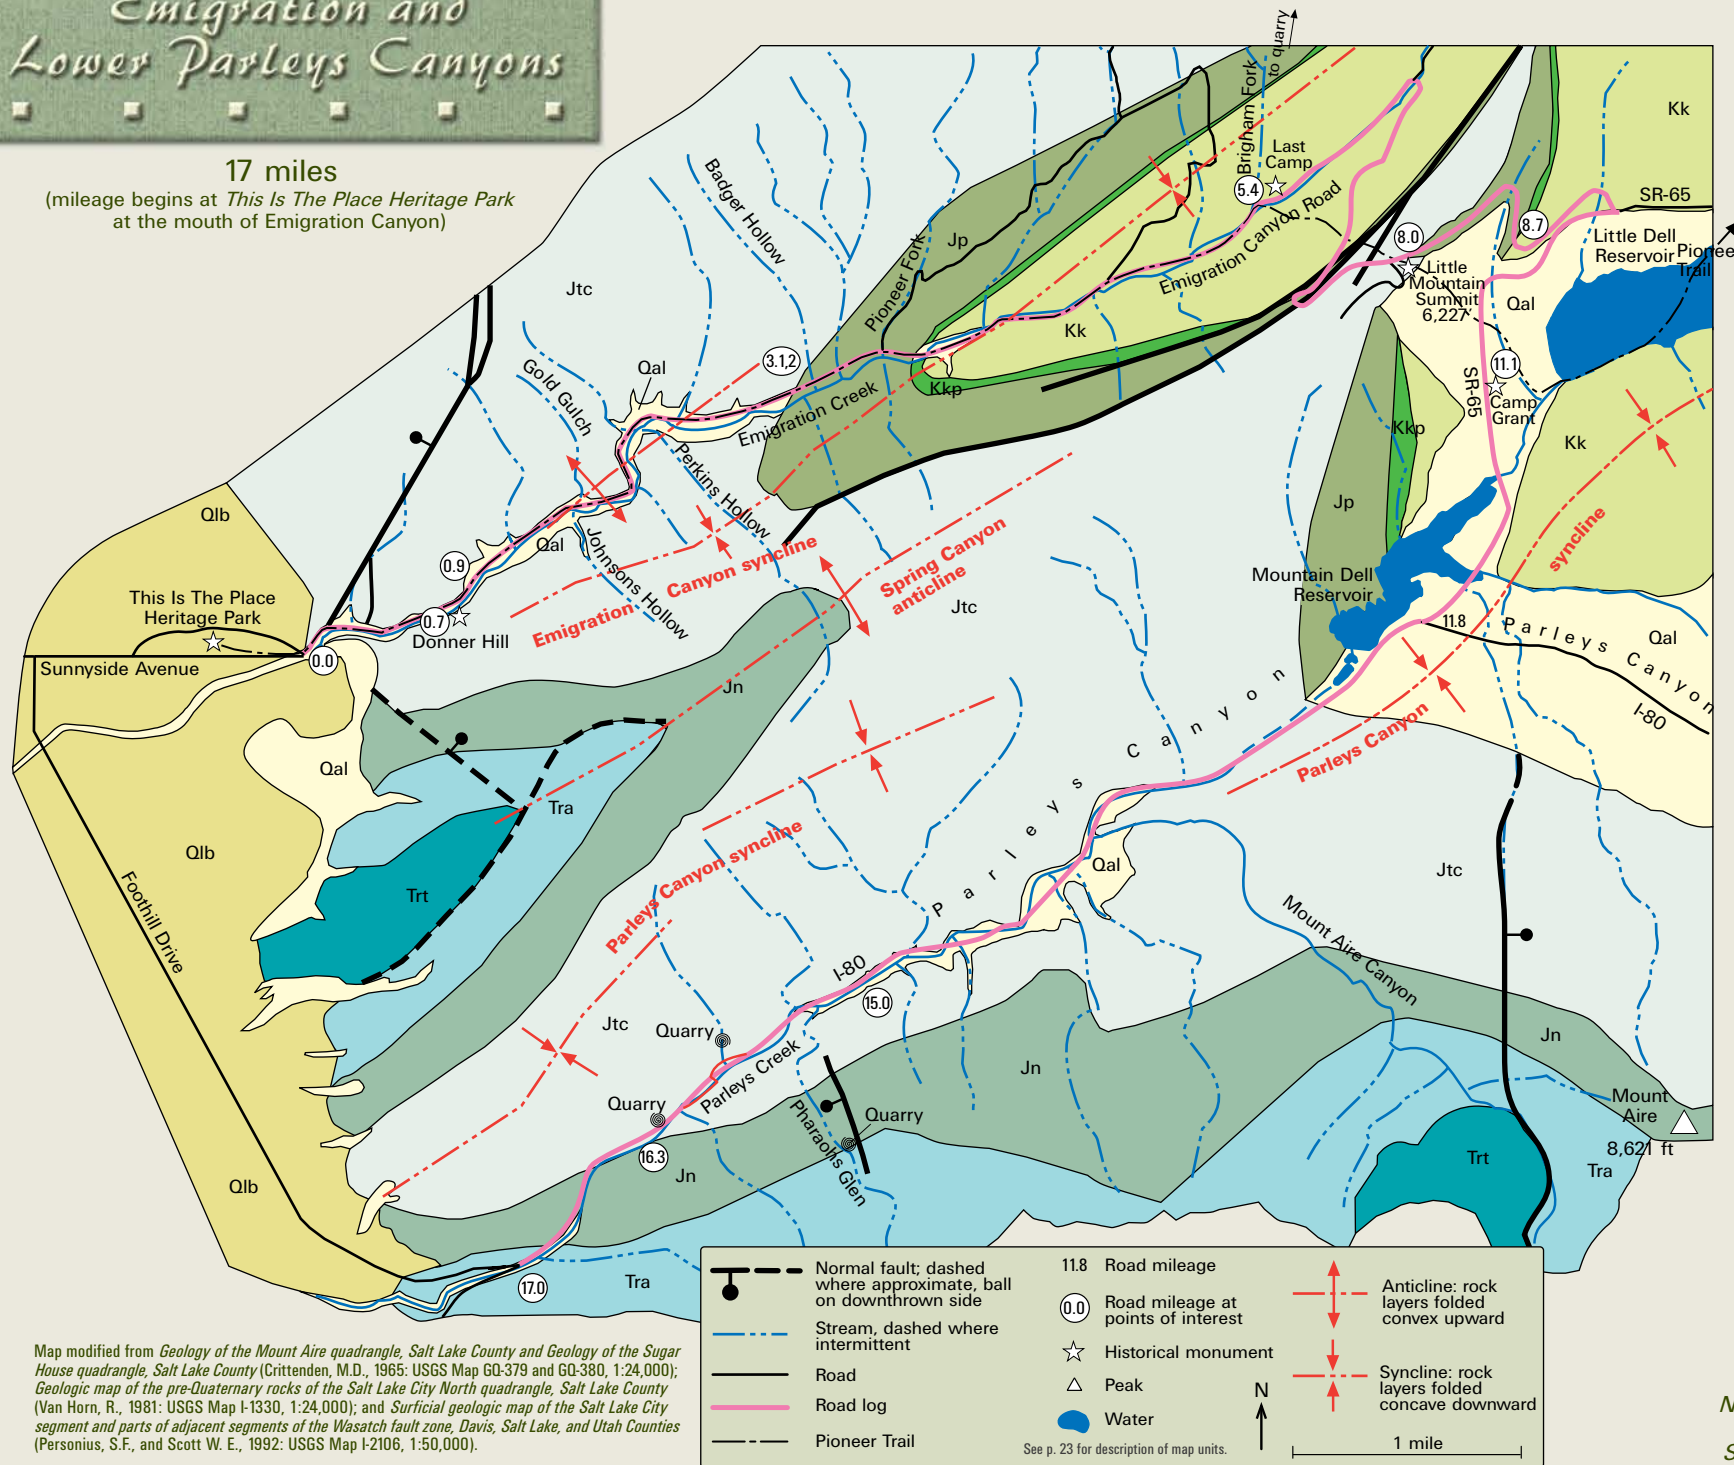 Emigration and
Lower Parleys Canyons
17 miles
(mileage begins at This Is The Place Heritage Park
at the mouth of Emigration Canyon)
to quarry
Brigham Fork
Last
Camp
5.4
Kk
SR-65
8.7
8.0
Little Dell
Reservoir
Pionee
Trail
Little
Mountain
Summit
6,227
Qal
Badger Hollow
Jp
Pioneer Fork
Emigration Canyon Road
Jtc
Kk
3.1,2
11.1
SR-65
Camp
Grant
Qal
Gold Gulch
Kkp
Emigration Creek
Kkp
Kk
Perkins Hollow
Jp
Qlb
Qal
Johnsons Hollow
0.9
Emigration
Canyon syncline
Spring Canyon
anticline
syncline
Mountain Dell
Reservoir
Jtc
This Is The Place
Heritage Park
0.7
Donner Hill
11.8
Parleys Canyon
Qal
Sunnyside Avenue
0.0
Jn
I-80
Parleys Canyon
Parleys Canyon
Qal
Tra
Qlb
Parleys Canyon syncline
Qal
Jtc
Trt
Foothill Drive
Mount Aire Canyon
I-80
15.0
Jtc
Quarry
Jn
Jn
Parleys Creek
Quarry
Pharaohs Glen
Quarry
Mount
Aire
8,621 ft
16.3
Jn
Trt
Tra
Qlb
17.0
Tra
Normal fault; dashed
where approximate, ball
on downthrown side
Stream, dashed where
intermittent
Road
Road log
Pioneer Trail
11.8 Road mileage
0.0 Road mileage at
points of interest
Historical monument
Peak
Water
See p. 23 for description of map units.
N
Anticline: rock
layers folded
convex upward
Syncline: rock
layers folded
concave downward
1 mile
Map modified from Geology of the Mount Aire quadrangle, Salt Lake County and Geology of the Sugar
House quadrangle, Salt Lake County (Crittenden, M.D., 1965: USGS Map GQ-379 and GQ-380, 1:24,000);
Geologic map of the pre-Quaternary rocks of the Salt Lake City North quadrangle, Salt Lake County
(Van Horn, R., 1981: USGS Map I-1330, 1:24,000); and Surficial geologic map of the Salt Lake City
segment and parts of adjacent segments of the Wasatch fault zone, Davis, Salt Lake, and Utah Counties
(Personius, S.F., and Scott W. E., 1992: USGS Map I-2106, 1:50,000).